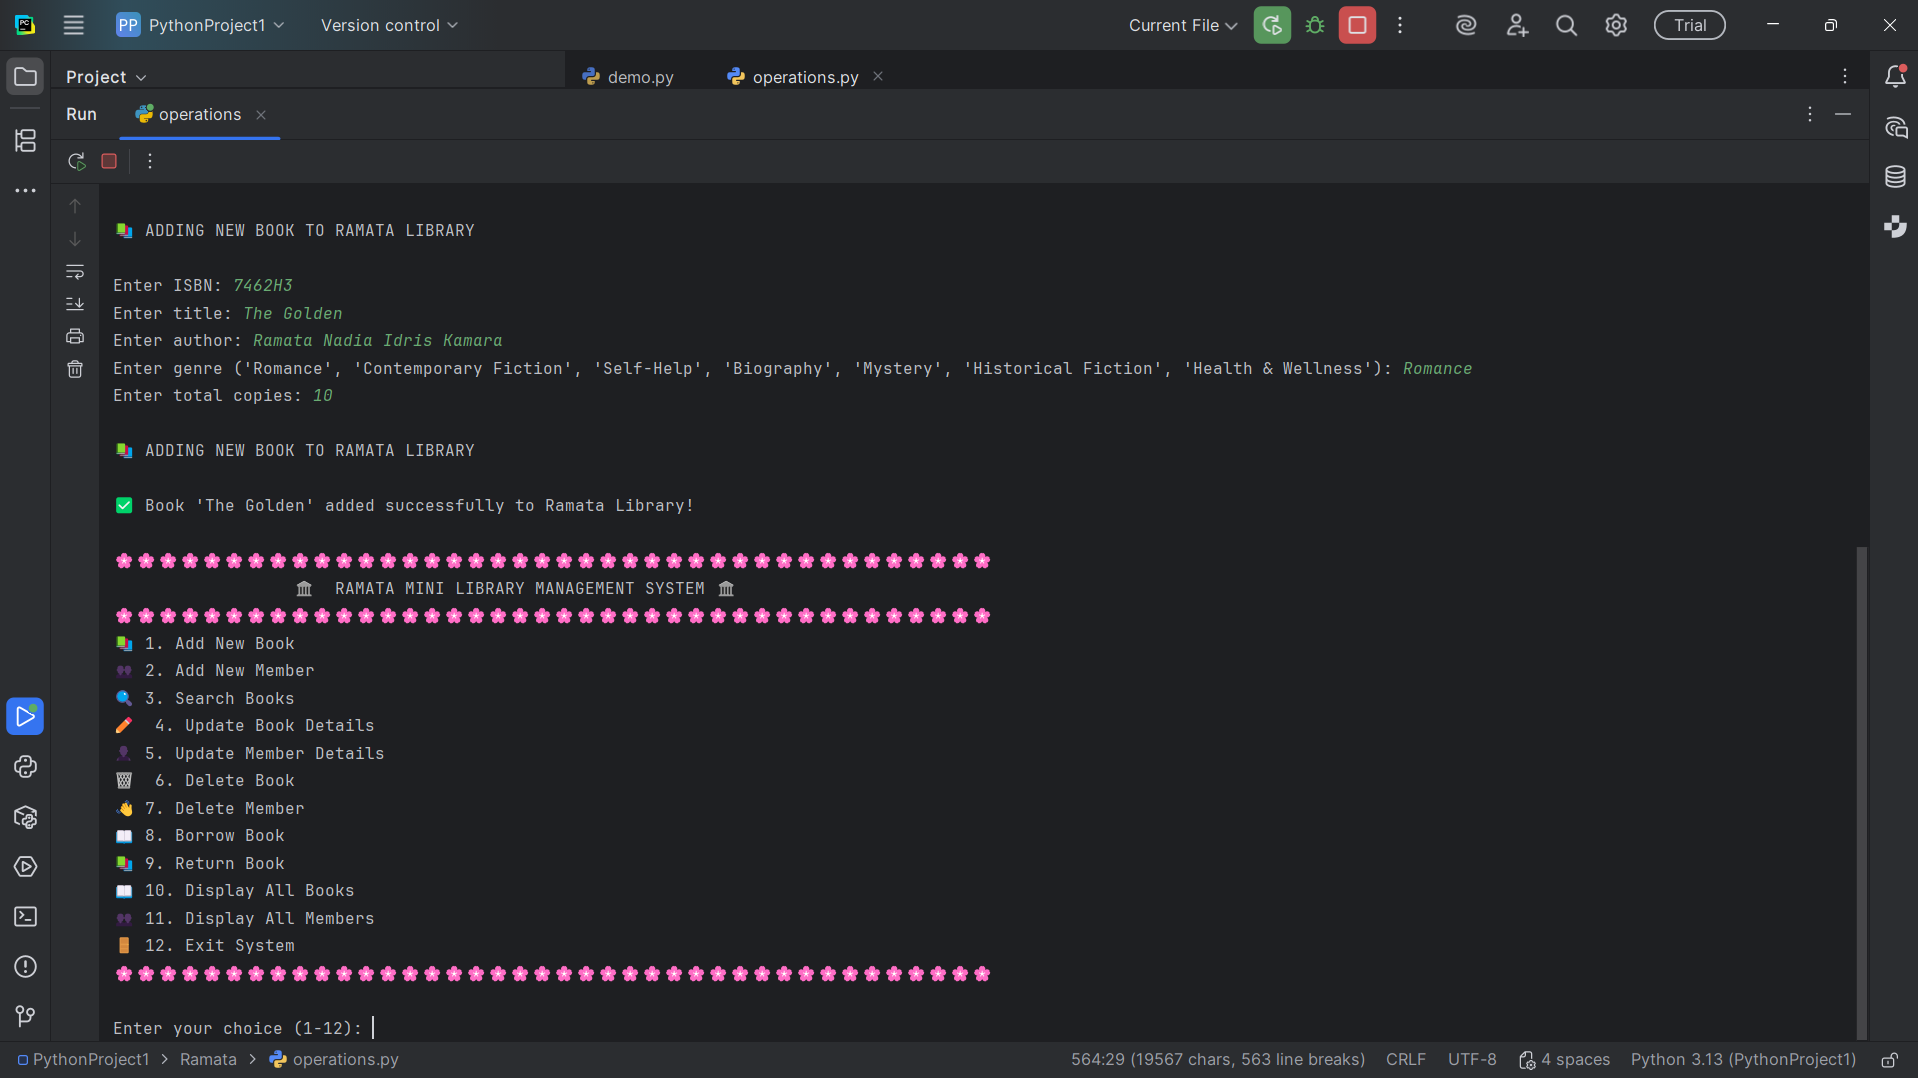 PC
PP PythonProject1 Version control Current File Trial
Project demo.py operations.py
Run operations
📚 ADDING NEW BOOK TO RAMATA LIBRARY
Enter ISBN: 7462H3
Enter title: The Golden
Enter author: Ramata Nadia Idris Kamara
Enter genre ('Romance', 'Contemporary Fiction', 'Self-Help', 'Biography', 'Mystery', 'Historical Fiction', 'Health & Wellness'): Romance
Enter total copies: 10
📚 ADDING NEW BOOK TO RAMATA LIBRARY
✅ Book 'The Golden' added successfully to Ramata Library!
🏛 RAMATA MINI LIBRARY MANAGEMENT SYSTEM 🏛
📚 1. Add New Book
👥 2. Add New Member
🔍 3. Search Books
✏ 4. Update Book Details
👤 5. Update Member Details
🗑 6. Delete Book
👋 7. Delete Member
📖 8. Borrow Book
📚 9. Return Book
📖 10. Display All Books
👥 11. Display All Members
🚪 12. Exit System
Enter your choice (1-12):
PythonProject1 > Ramata > operations.py 564:29 (19567 chars, 563 line breaks) CRLF UTF-8 4 spaces Python 3.13 (PythonProject1)